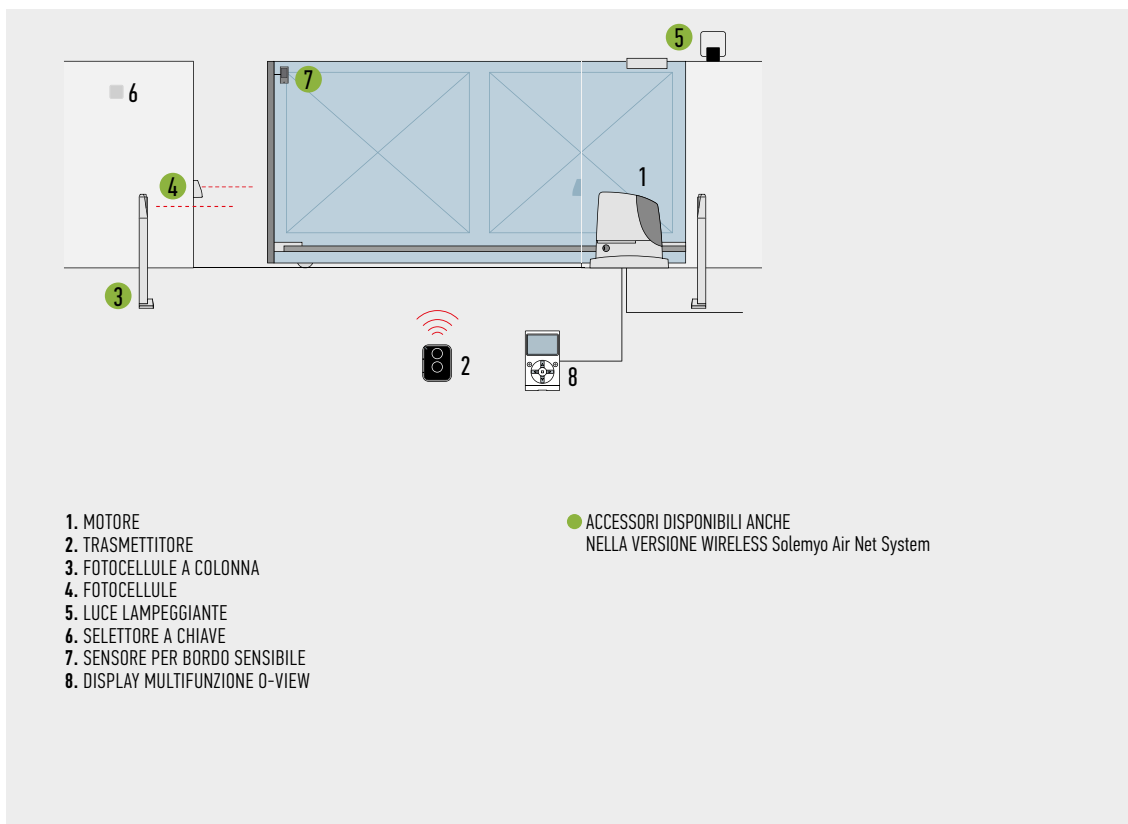 5
7
6
4
1
3
2
8
1. MOTORE
2. TRASMETTITORE
3. FOTOCELLULE A COLONNA
4. FOTOCELLULE
5. LUCE LAMPEGGIANTE
6. SELETTORE A CHIAVE
7. SENSORE PER BORDO SENSIBILE
8. DISPLAY MULTIFUNZIONE O-VIEW
ACCESSORI DISPONIBILI ANCHE
NELLA VERSIONE WIRELESS Solemyo Air Net System